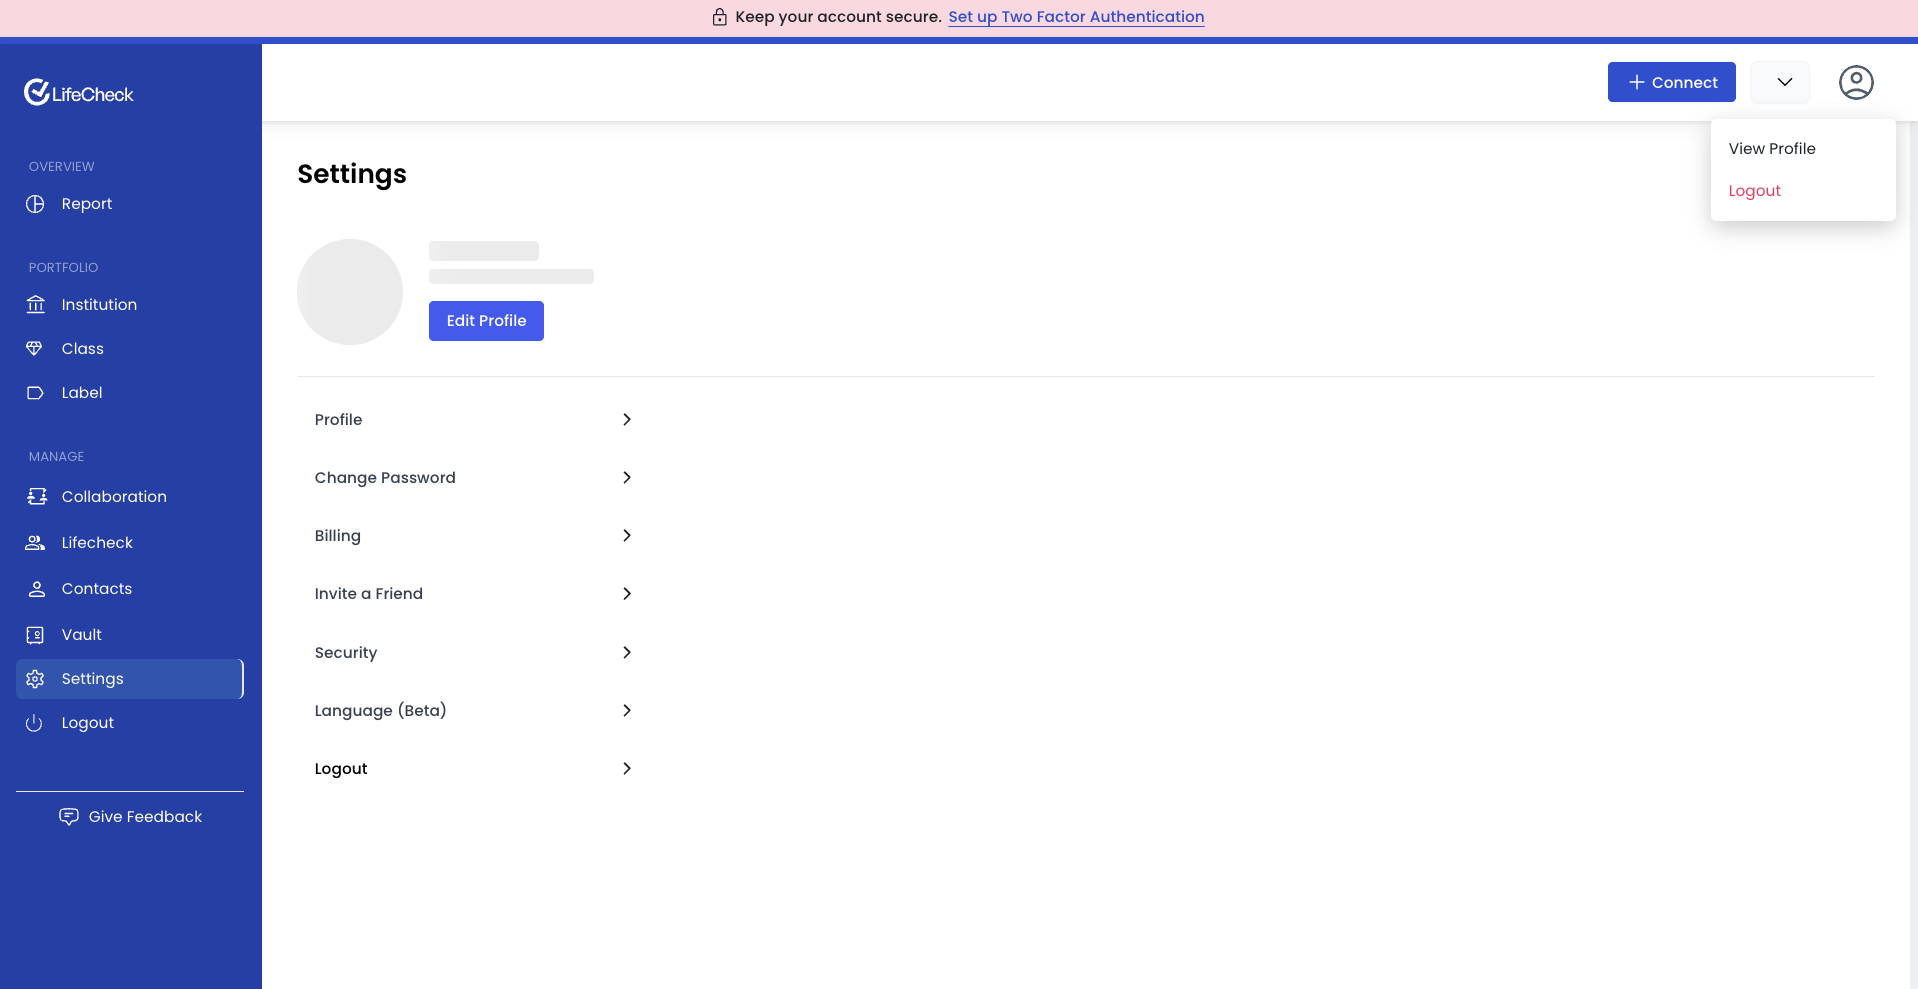 Keep your account secure. Set up Two Factor Authentication
LifeCheck
OVERVIEW
Report
PORTFOLIO
Institution
Class
Label
MANAGE
Collaboration
Lifecheck
Contacts
Vault
Settings
Logout
Give Feedback
Connect
View Profile
Logout
Settings
Edit Profile
Profile
Change Password
Billing
Invite a Friend
Security
Language (Beta)
Logout